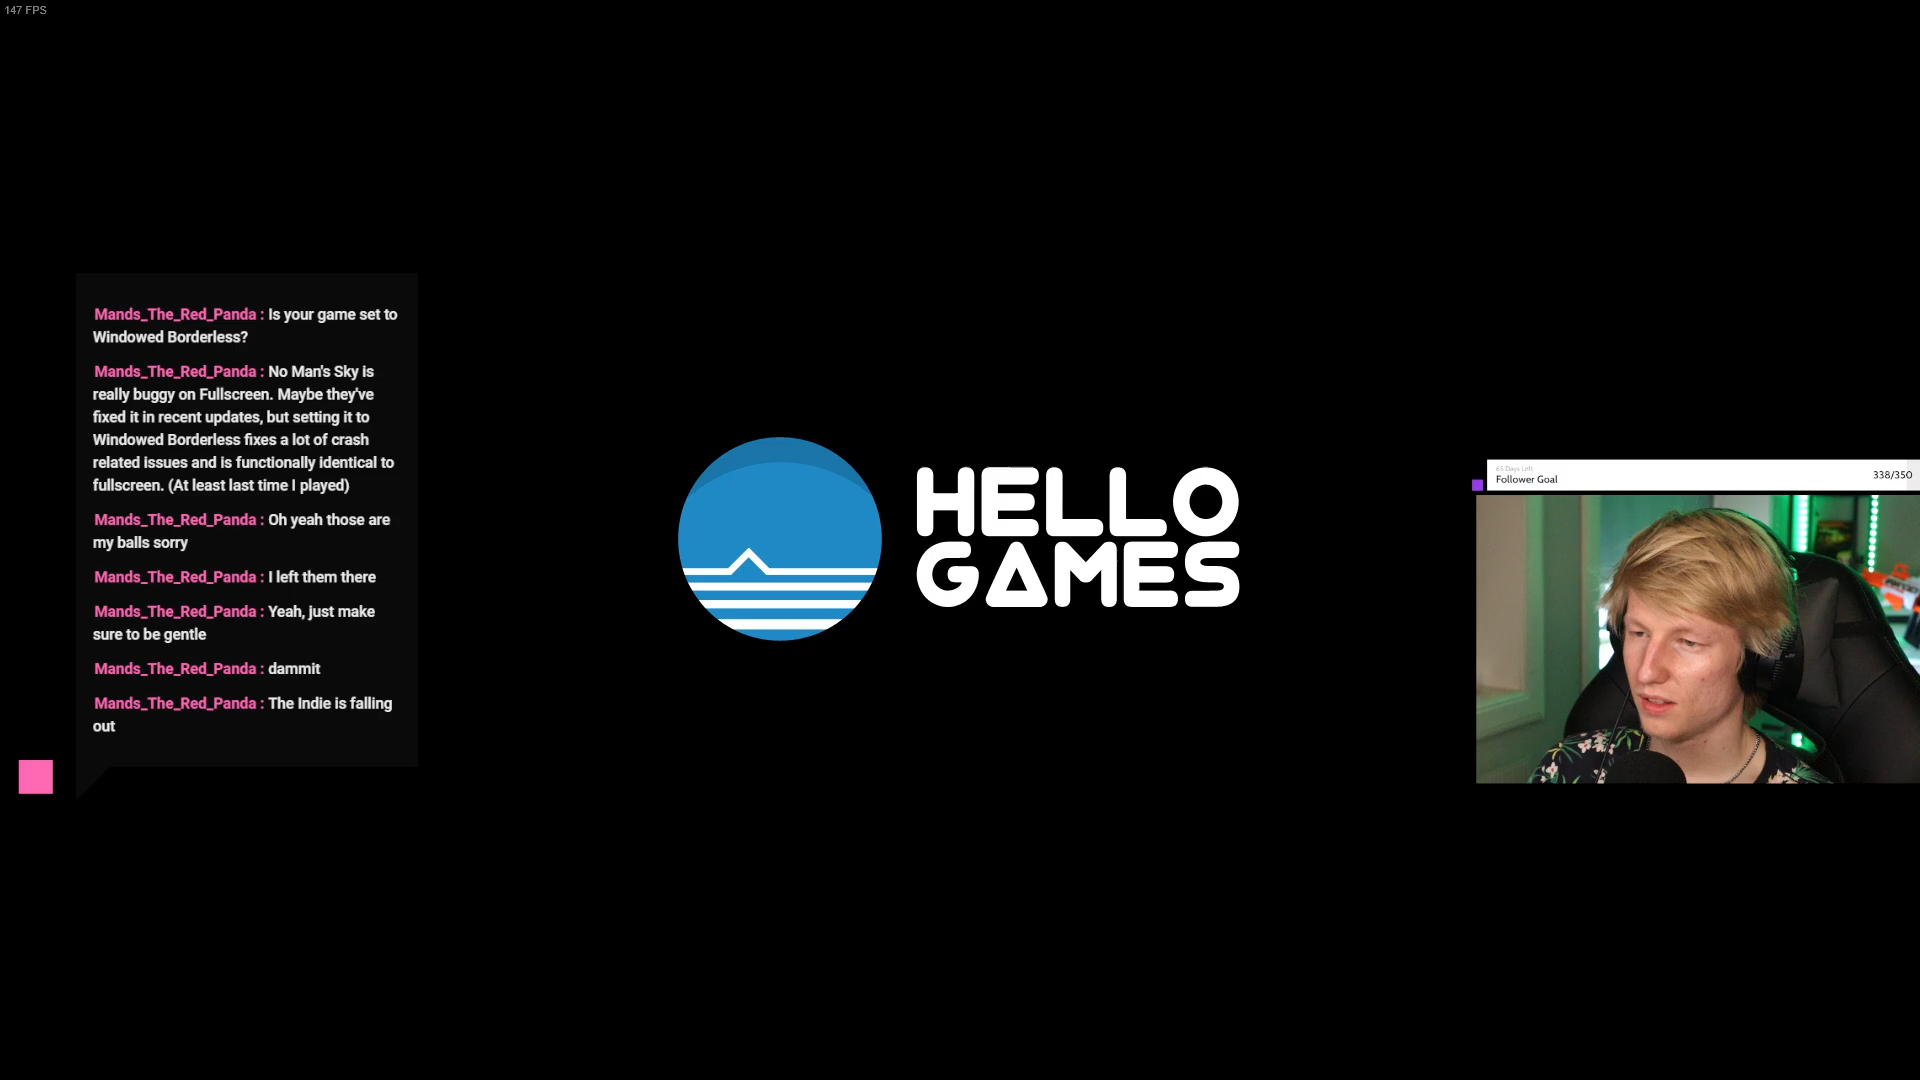 147 FPS
Mands_The_Red_Panda : Is your game set to
Windowed Borderless?
Mands_The_Red_Panda : No Man's Sky is
really buggy on Fullscreen. Maybe they've
fixed it in recent updates, but setting it to
Windowed Borderless fixes a lot of crash
related issues and is functionally identical to
fullscreen. (At least last time I played)
Mands_The_Red_Panda : Oh yeah those are
my balls sorry
Mands_The_Red_Panda : I left them there
Mands_The_Red_Panda : Yeah, just make
sure to be gentle
Mands_The_Red_Panda : dammit
Mands_The_Red_Panda : The Indie is falling
out
HELLO
GAMES
65 Days Left
Follower Goal 338/350